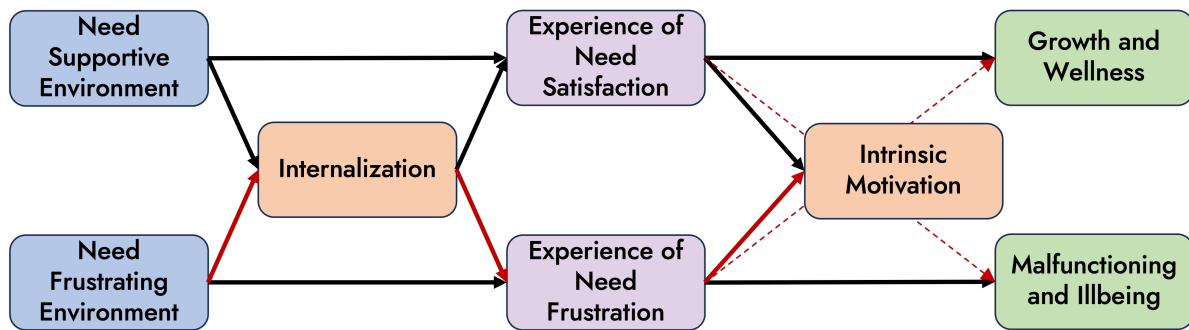 Need
Supportive
Environment
Experience of
Need
Satisfaction
Growth and
Wellness
Internalization
Intrinsic
Motivation
Need
Frustrating
Environment
Experience of
Need
Frustration
Malfunctioning
and Illbeing